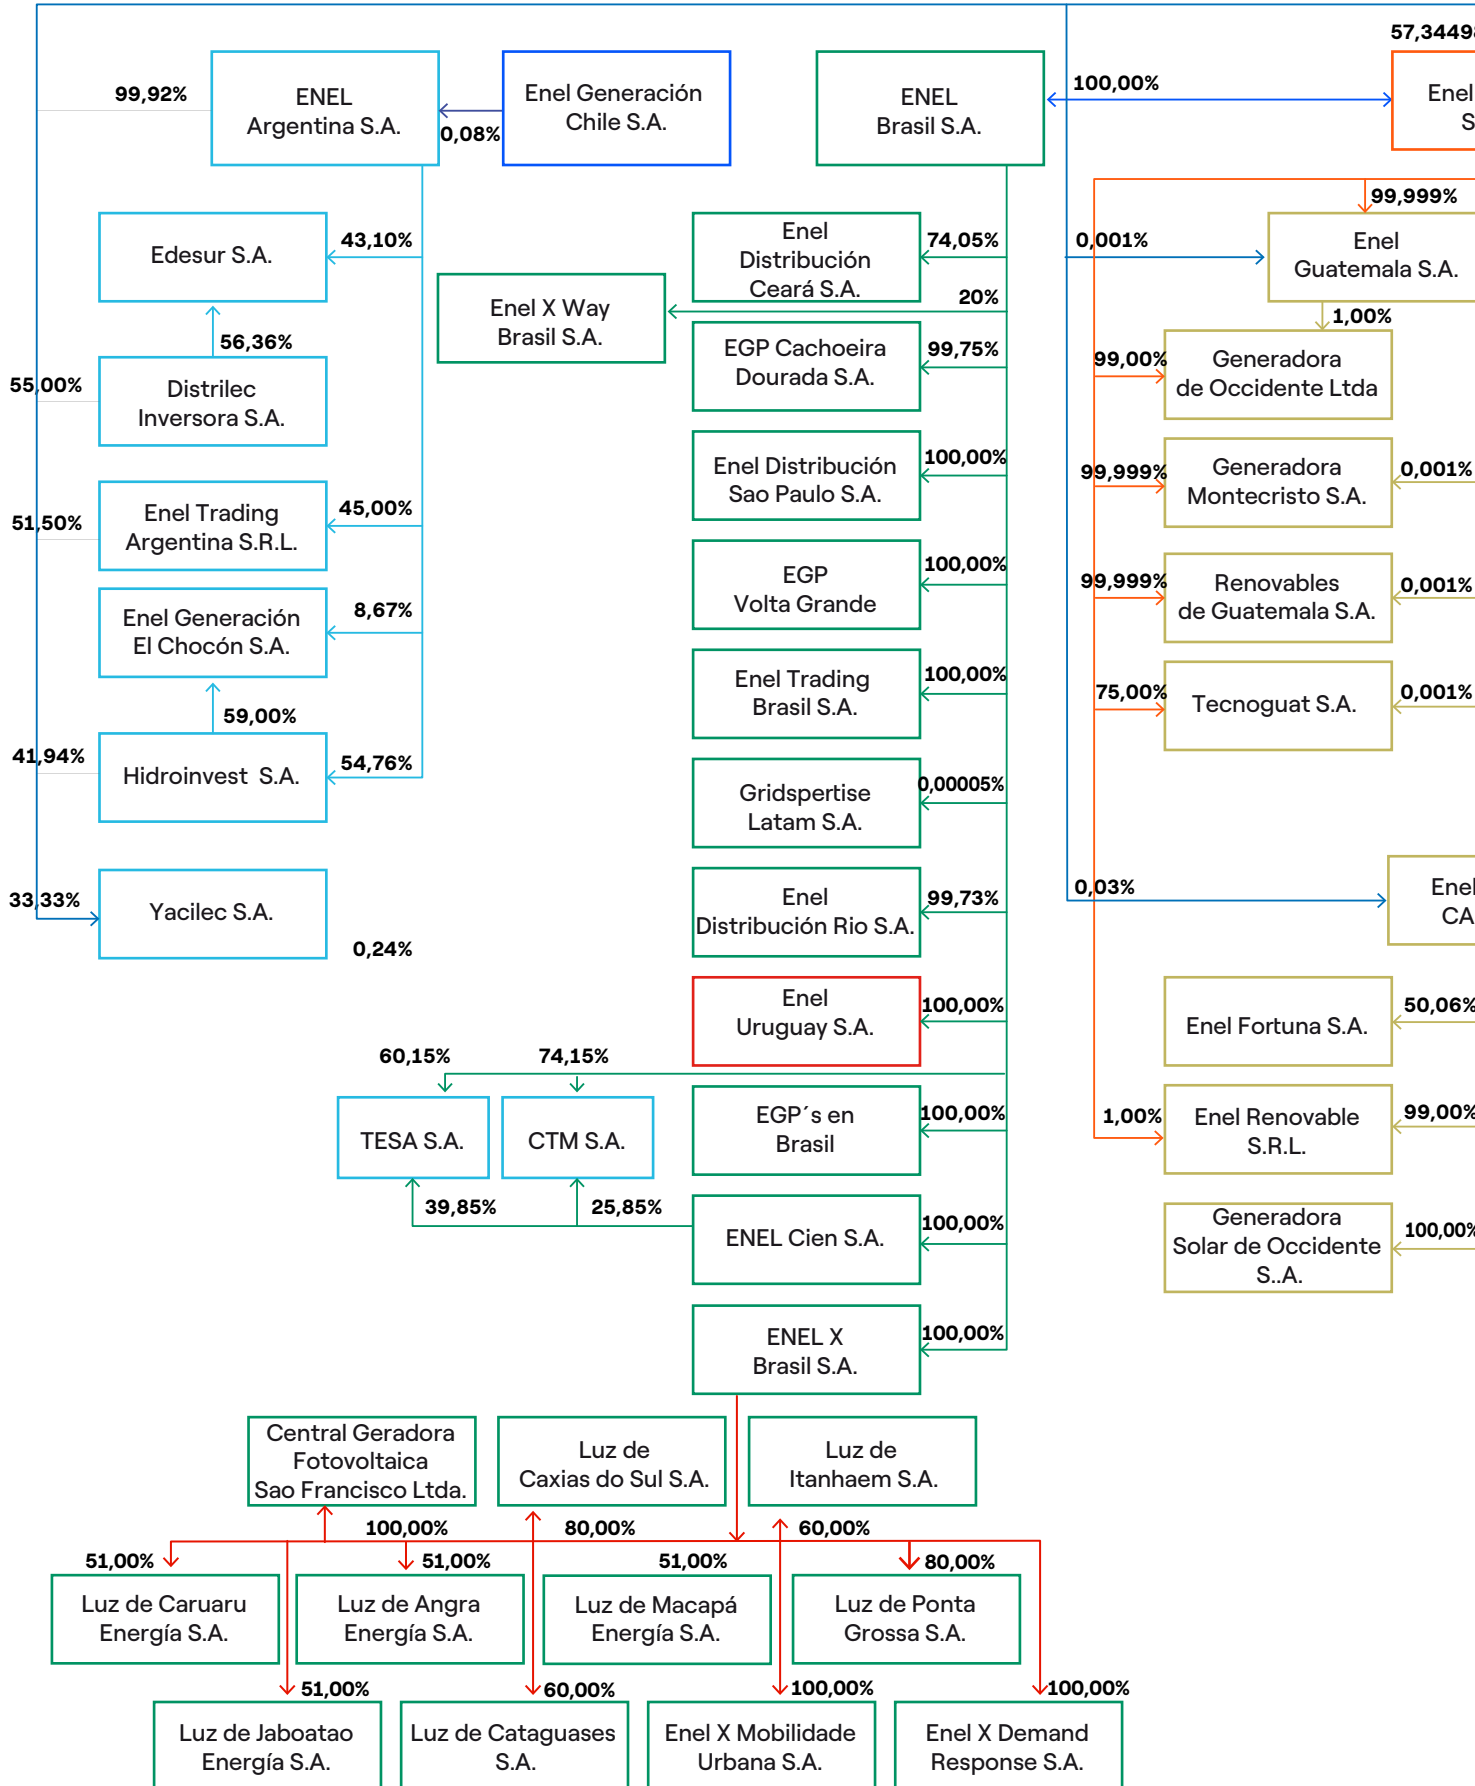 57,34498
99,92%
ENEL
Argentina S.A.
0,08%
Enel Generación
Chile S.A.
ENEL
Brasil S.A.
100,00%
Enel
S
Edesur S.A.
43,10%
56,36%
55,00%
Distrilec
Inversora S.A.
51,50%
Enel Trading
Argentina S.R.L.
45,00%
Enel Generación
El Chocón S.A.
8,67%
59,00%
41,94%
Hidroinvest S.A.
54,76%
33,33%
Yacilec S.A.
0,24%
Enel
Distribución
Ceará S.A.
74,05%
Enel X Way
Brasil S.A.
20%
EGP Cachoeira
Dourada S.A.
99,75%
Enel Distribución
Sao Paulo S.A.
100,00%
EGP
Volta Grande
100,00%
Enel Trading
Brasil S.A.
100,00%
Gridspertise
Latam S.A.
0,00005%
Enel
Distribución Rio S.A.
99,73%
Enel
Uruguay S.A.
100,00%
60,15%
74,15%
TESA S.A.
CTM S.A.
EGP´s en
Brasil
100,00%
39,85%
25,85%
ENEL Cien S.A.
100,00%
ENEL X
Brasil S.A.
100,00%
99,999%
0,001%
Enel
Guatemala S.A.
1,00%
99,00%
Generadora
de Occidente Ltda
99,999%
Generadora
Montecristo S.A.
0,001%
99,999%
Renovables
de Guatemala S.A.
0,001%
75,00%
Tecnoguat S.A.
0,001%
0,03%
Enel
CA
Enel Fortuna S.A.
50,06%
1,00%
Enel Renovable
S.R.L.
99,00%
Generadora
Solar de Occidente
S..A.
100,00%
Central Geradora
Fotovoltaica
Sao Francisco Ltda.
Luz de
Caxias do Sul S.A.
Luz de
Itanhaem S.A.
100,00%
80,00%
60,00%
51,00%
51,00%
51,00%
80,00%
Luz de Caruaru
Energía S.A.
Luz de Angra
Energía S.A.
Luz de Macapá
Energía S.A.
Luz de Ponta
Grossa S.A.
51,00%
60,00%
100,00%
100,00%
Luz de Jaboatao
Energía S.A.
Luz de Cataguases
S.A.
Enel X Mobilidade
Urbana S.A.
Enel X Demand
Response S.A.